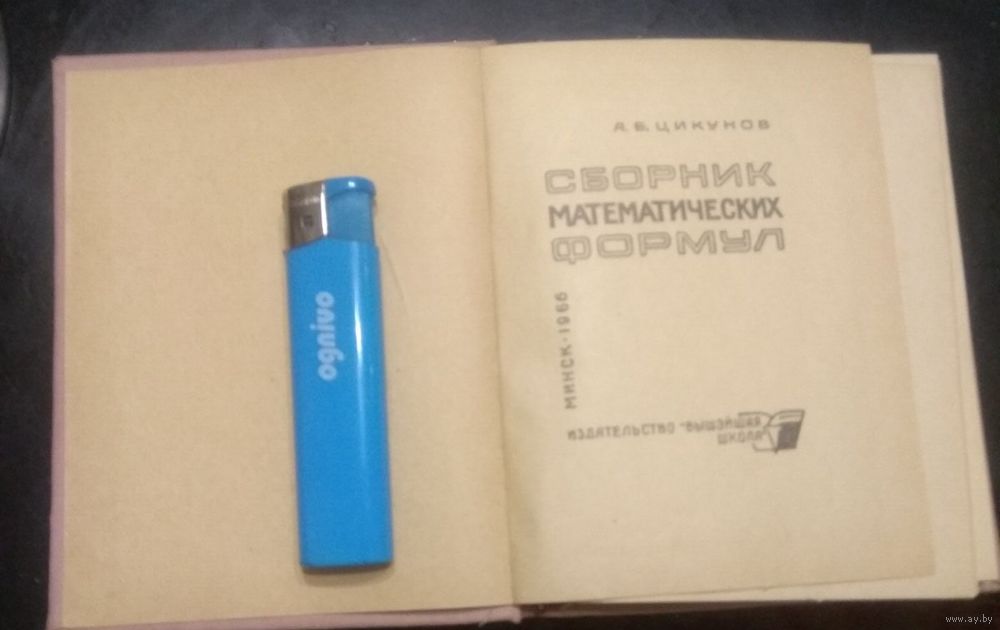 ognivo
А. Е. ЦИКУНОВ
СБОРНИК
МАТЕМАТИЧЕСКИХ
ФОРМУЛ
МИНСК·1966
ИЗДАТЕЛЬСТВО "ВЫШЭЙШАЯ
ШКОЛА"
www.ay.by